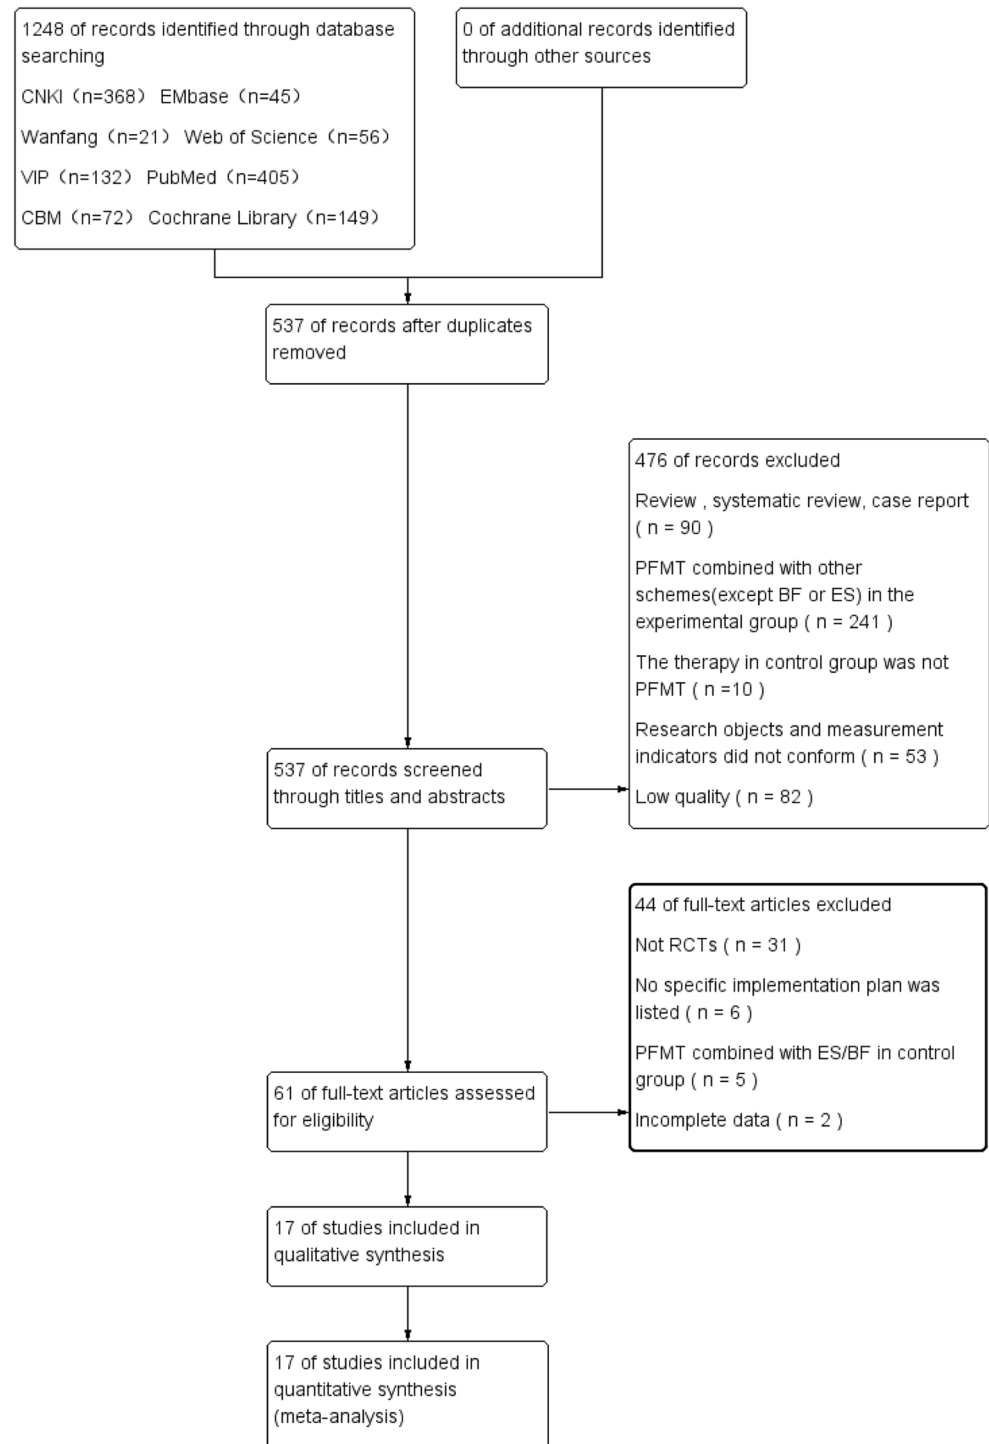 1248 of records identified through database
searching
CNKI（n=368） EMbase（n=45）
Wanfang（n=21） Web of Science（n=56）
VIP（n=132） PubMed（n=405）
CBM（n=72） Cochrane Library（n=149）
0 of additional records identified
through other sources
537 of records after duplicates
removed
476 of records excluded
Review , systematic review, case report
( n = 90 )
PFMT combined with other
schemes(except BF or ES) in the
experimental group ( n = 241 )
The therapy in control group was not
PFMT ( n =10 )
Research objects and measurement
indicators did not conform ( n = 53 )
Low quality ( n = 82 )
537 of records screened
through titles and abstracts
44 of full-text articles excluded
Not RCTs ( n = 31 )
No specific implementation plan was
listed ( n = 6 )
PFMT combined with ES/BF in control
group ( n = 5 )
Incomplete data ( n = 2 )
61 of full-text articles assessed
for eligibility
17 of studies included in
qualitative synthesis
17 of studies included in
quantitative synthesis
(meta-analysis)